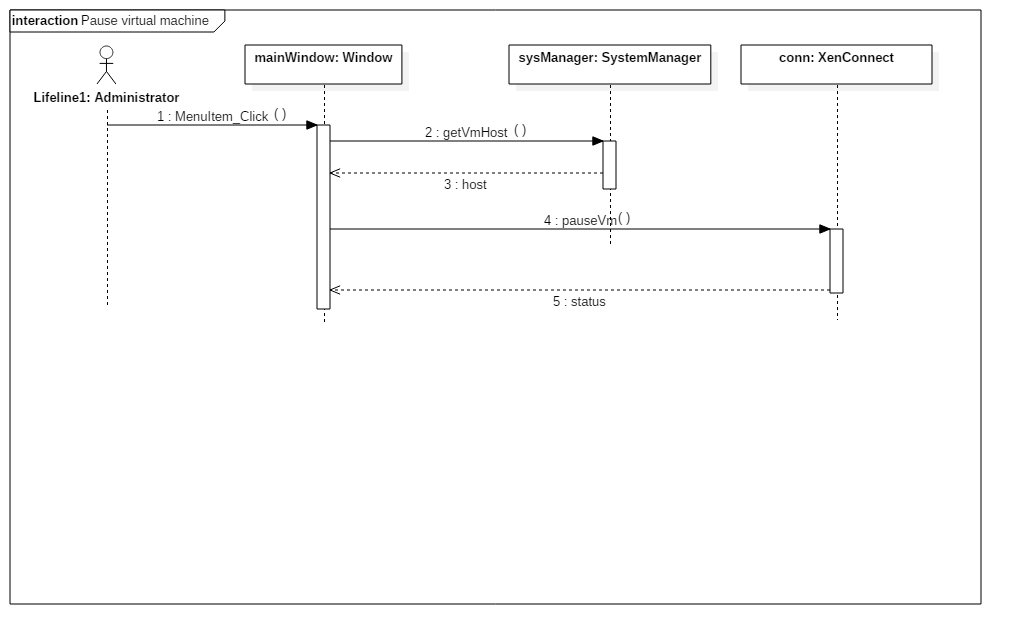 interaction Pause virtual machine
mainWindow: Window
sysManager: SystemManager
conn: XenConnect
Lifeline1: Administrator
1 : MenuItem_Click ()
2 : getVmHost ()
3 : host
4 : pauseVm()
5 : status